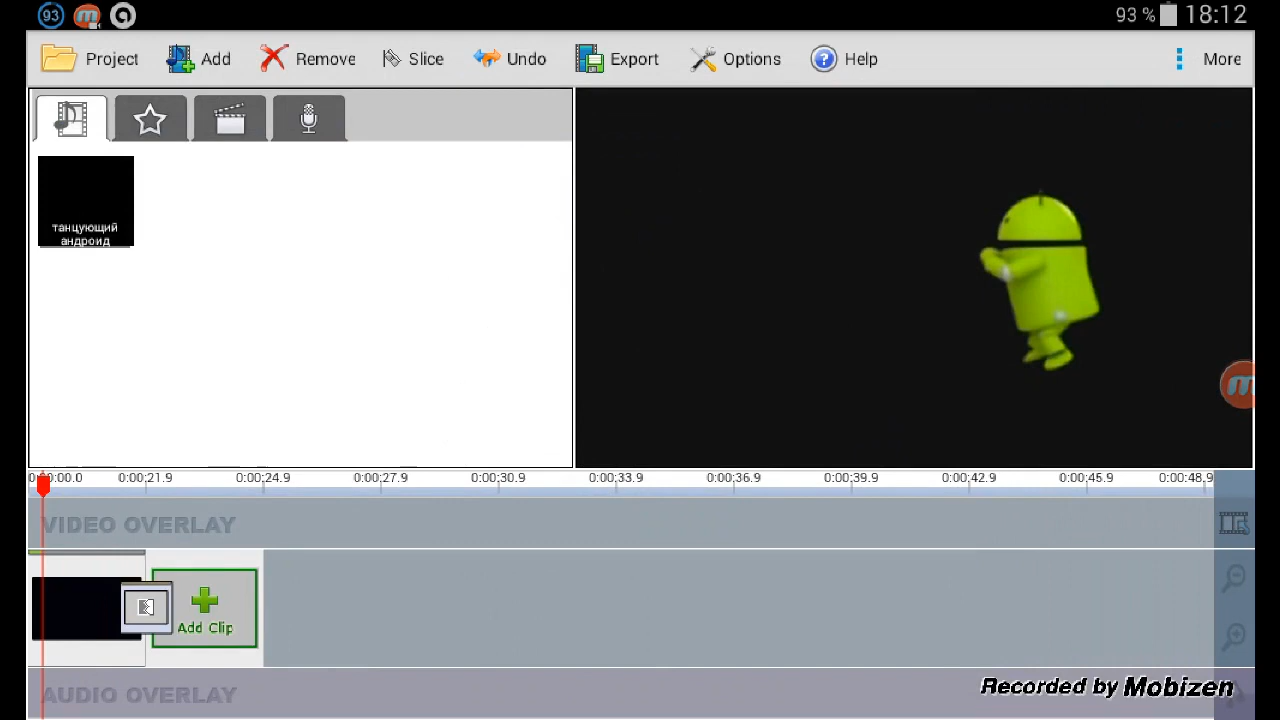 93 93 % 18:12
Project Add Remove Slice Undo Export Options Help More
танцующий
андроид
0:00:00.0 0:00:21.9 0:00:24.9 0:00:27.9 0:00:30.9 0:00:33.9 0:00:36.9 0:00:39.9 0:00:42.9 0:00:45.9 0:00:48.9
VIDEO OVERLAY
Add Clip
AUDIO OVERLAY
Recorded by Mobizen